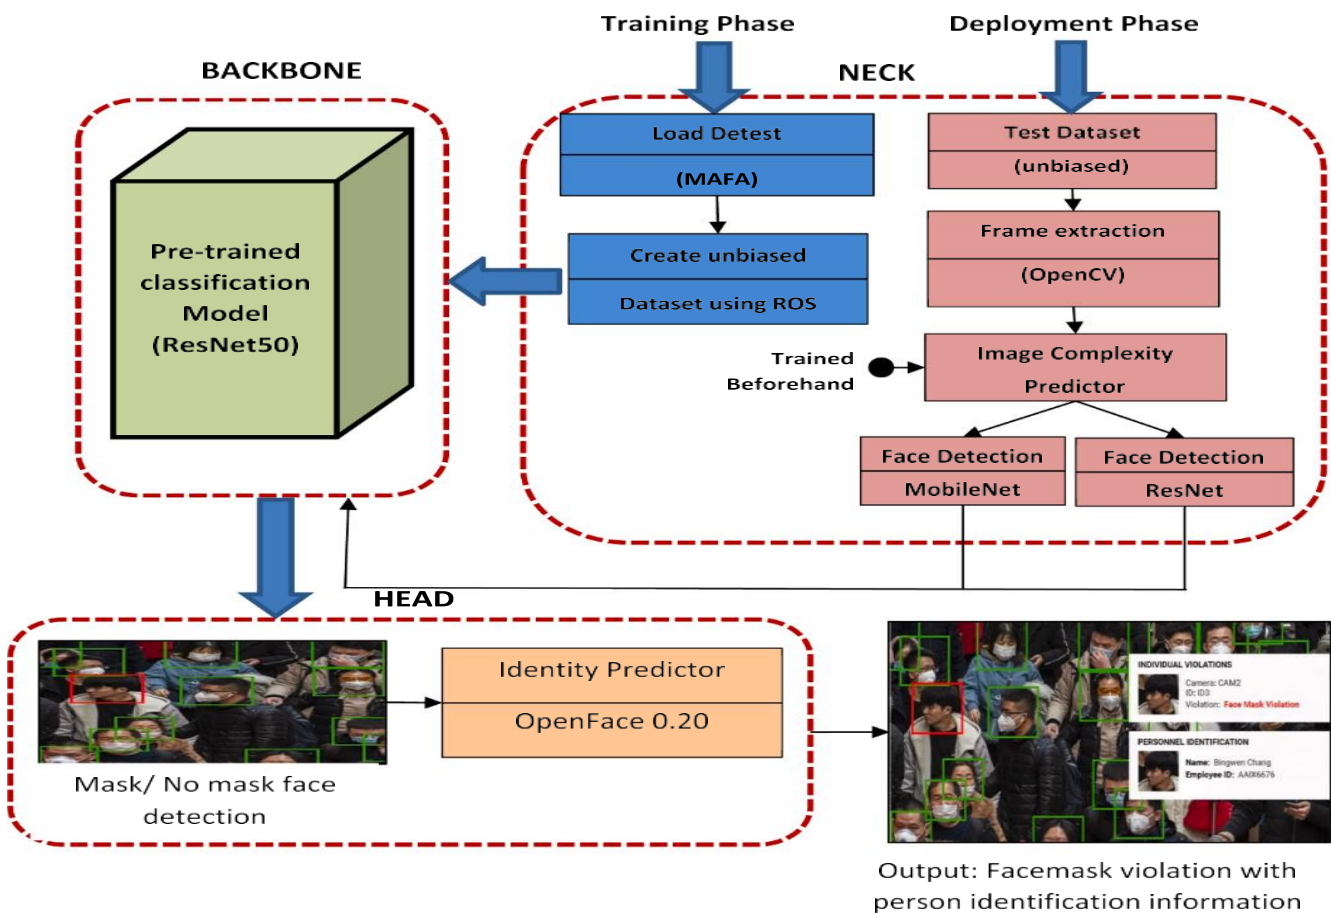 Training Phase
Deployment Phase
BACKBONE
NECK
Pre-trained
classification
Model
(ResNet50)
Load Detest
(MAFA)
Create unbiased
Dataset using ROS
Test Dataset
(unbiased)
Frame extraction
(OpenCV)
Trained
Beforehand
Image Complexity
Predictor
Face Detection
MobileNet
Face Detection
ResNet
HEAD
Mask/ No mask face
detection
Identity Predictor
OpenFace 0.20
INDIVIDUAL VIOLATIONS
Camera: CAM2
ID: ID3
Violation: Face Mask Violation
PERSONNEL IDENTIFICATION
Name: Bingwen Chang
Employee ID: AAIX6676
Output: Facemask violation with
person identification information